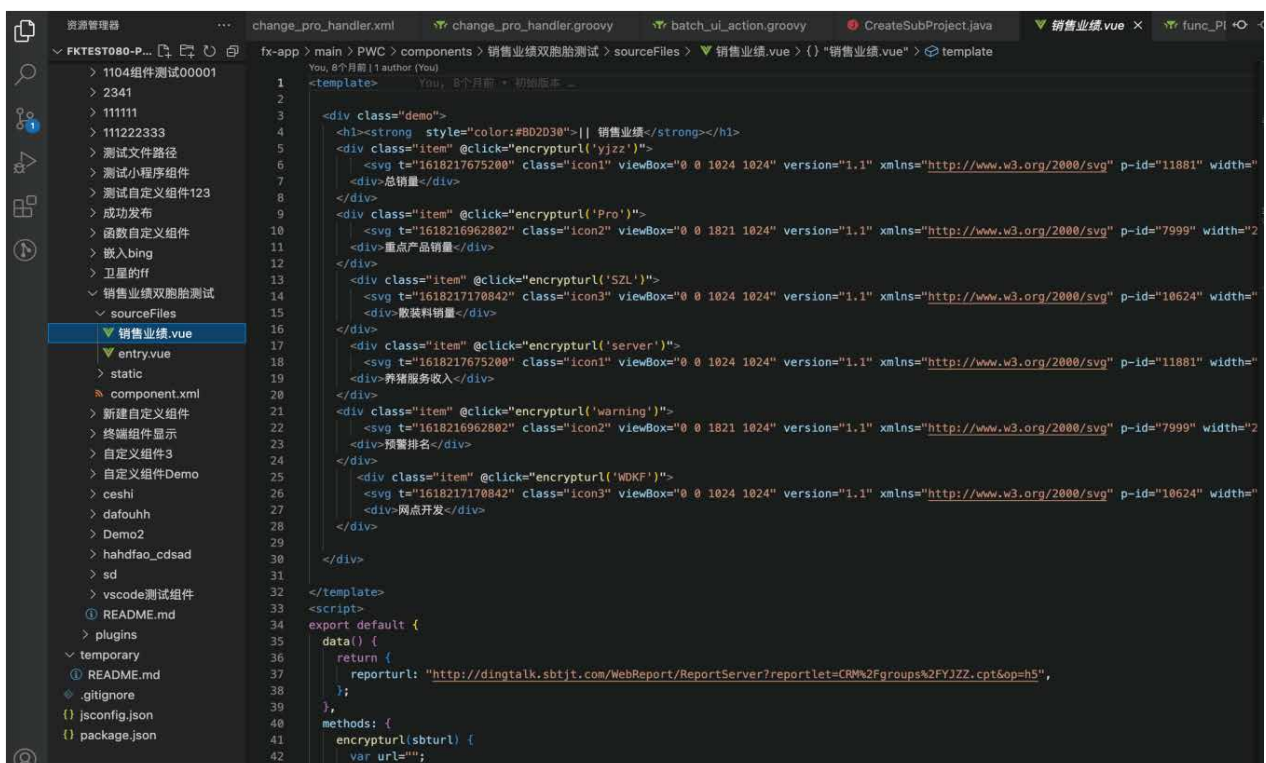 资源管理器 ...
change_pro_handler.xml change_pro_handler.groovy batch_ui_action.groovy CreateSubProject.java 销售业绩.vue × func_Pl
FKTEST080-P...
fx-app > main > PWC > components > 销售业绩双胞胎测试 > sourceFiles > 销售业绩.vue > {} "销售业绩.vue" > template
> 1104组件测试00001
> 2341
> 111111
> 111222333
> 测试文件路径
> 测试小程序组件
> 测试自定义组件123
> 成功发布
> 函数自定义组件
> 嵌入bing
> 卫星的ff
销售业绩双胞胎测试
sourceFiles
销售业绩.vue
entry.vue
> static
component.xml
> 新建自定义组件
> 终端组件显示
> 自定义组件3
> 自定义组件Demo
> ceshi
> dafouhh
> Demo2
> hahdfao_cdsad
> sd
> vscode测试组件
README.md
> plugins
temporary
README.md
.gitignore
{} jsconfig.json
{} package.json
1
You, 8个月前 | 1 author (You)
1 <template> You, 8个月前 • 初始版本 …
2
3 <div class="demo">
4 <h1><strong style="color:#BD2D30">|| 销售业绩</strong></h1>
5 <div class="item" @click="encrypturl('yjzz')">
6 <svg t="1618217675200" class="icon1" viewBox="0 0 1024 1024" version="1.1" xmlns="http://www.w3.org/2000/svg" p-id="11881" width="
7 <div>总销量</div>
8 </div>
9 <div class="item" @click="encrypturl('Pro')">
10 <svg t="1618216962802" class="icon2" viewBox="0 0 1821 1024" version="1.1" xmlns="http://www.w3.org/2000/svg" p-id="7999" width="2
11 <div>重点产品销量</div>
12 </div>
13 <div class="item" @click="encrypturl('SZL')">
14 <svg t="1618217170842" class="icon3" viewBox="0 0 1024 1024" version="1.1" xmlns="http://www.w3.org/2000/svg" p-id="10624" width="
15 <div>散装料销量</div>
16 </div>
17 <div class="item" @click="encrypturl('server')">
18 <svg t="1618217675200" class="icon1" viewBox="0 0 1024 1024" version="1.1" xmlns="http://www.w3.org/2000/svg" p-id="11881" width="
19 <div>养猪服务收入</div>
20 </div>
21 <div class="item" @click="encrypturl('warning')">
22 <svg t="1618216962802" class="icon2" viewBox="0 0 1821 1024" version="1.1" xmlns="http://www.w3.org/2000/svg" p-id="7999" width="2
23 <div>预警排名</div>
24 </div>
25 <div class="item" @click="encrypturl('WDKF')">
26 <svg t="1618217170842" class="icon3" viewBox="0 0 1024 1024" version="1.1" xmlns="http://www.w3.org/2000/svg" p-id="10624" width="
27 <div>网点开发</div>
28 </div>
29
30 </div>
31
32 </template>
33 <script>
34 export default {
35 data() {
36 return {
37 reporturl: "http://dingtalk.sbtjt.com/WebReport/ReportServer?reportlet=CRM%2Fgroups%2FYJZZ.cpt&op=h5",
38 };
39 },
40 methods: {
41 encrypturl(sbturl) {
42 var url="";